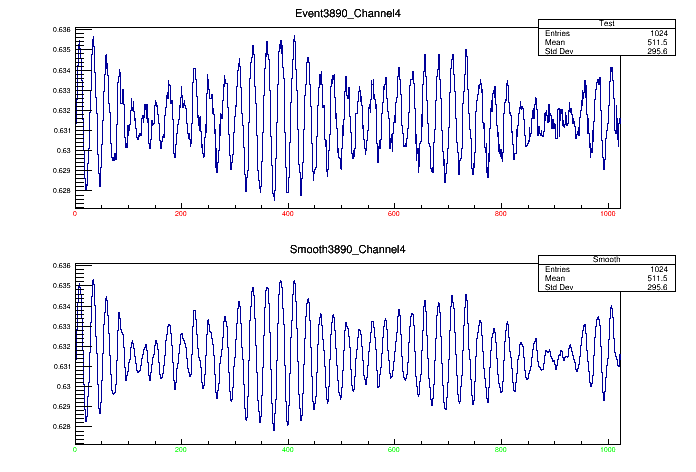 Event3890_Channel4
Test
Entries 1024
Mean 511.5
Std Dev 295.6
0.636
0.635
0.634
0.633
0.632
0.631
0.63
0.629
0.628
0 200 400 600 800 1000
Smooth3890_Channel4
Smooth
Entries 1024
Mean 511.5
Std Dev 295.6
0.636
0.635
0.634
0.633
0.632
0.631
0.63
0.629
0.628
0 200 400 600 800 1000